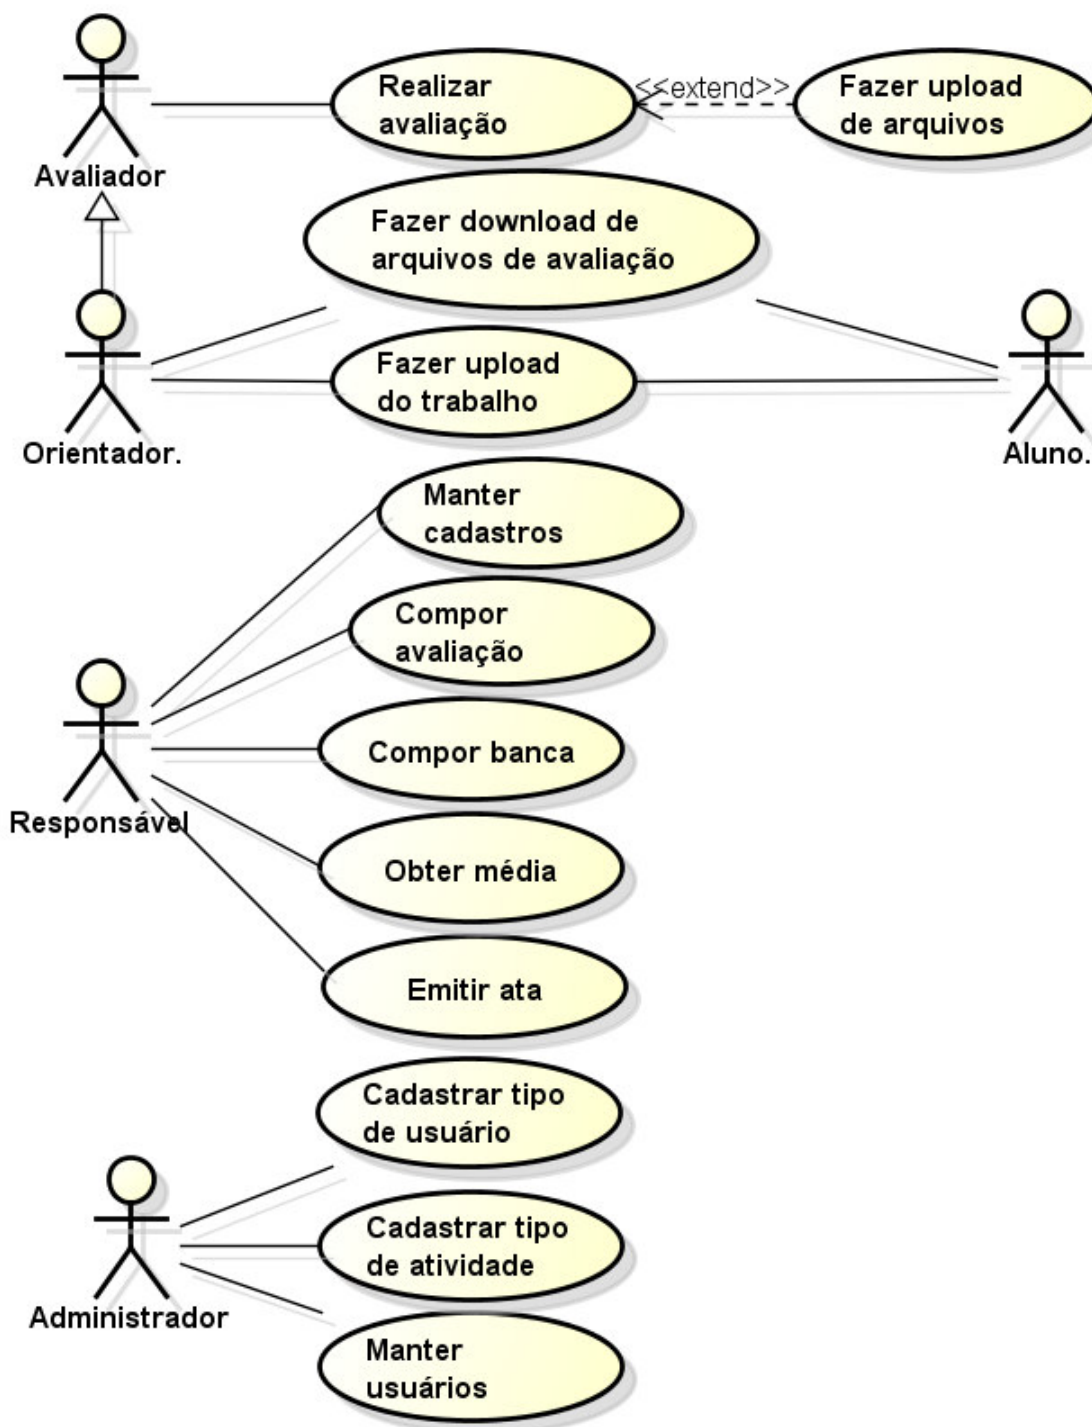 Realizar
avaliação
<<extend>>
Fazer upload
de arquivos
Avaliador
Fazer download de
arquivos de avaliação
Fazer upload
do trabalho
Orientador.
Aluno.
Manter
cadastros
Compor
avaliação
Compor banca
Responsável
Obter média
Emitir ata
Cadastrar tipo
de usuário
Cadastrar tipo
de atividade
Administrador
Manter
usuários